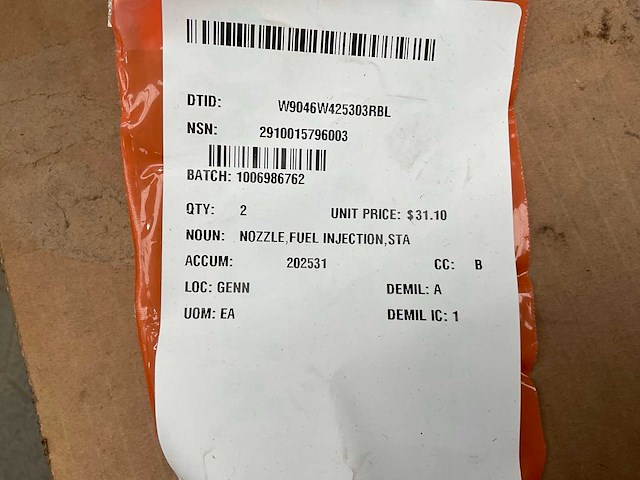 DTID: W9046W425303RBL
NSN: 2910015796003
BATCH: 1006986762
QTY: 2 UNIT PRICE: $31.10
NOUN: NOZZLE,FUEL INJECTION,STA
ACCUM: 202531 CC: B
LOC: GENN DEMIL: A
UOM: EA DEMIL IC: 1